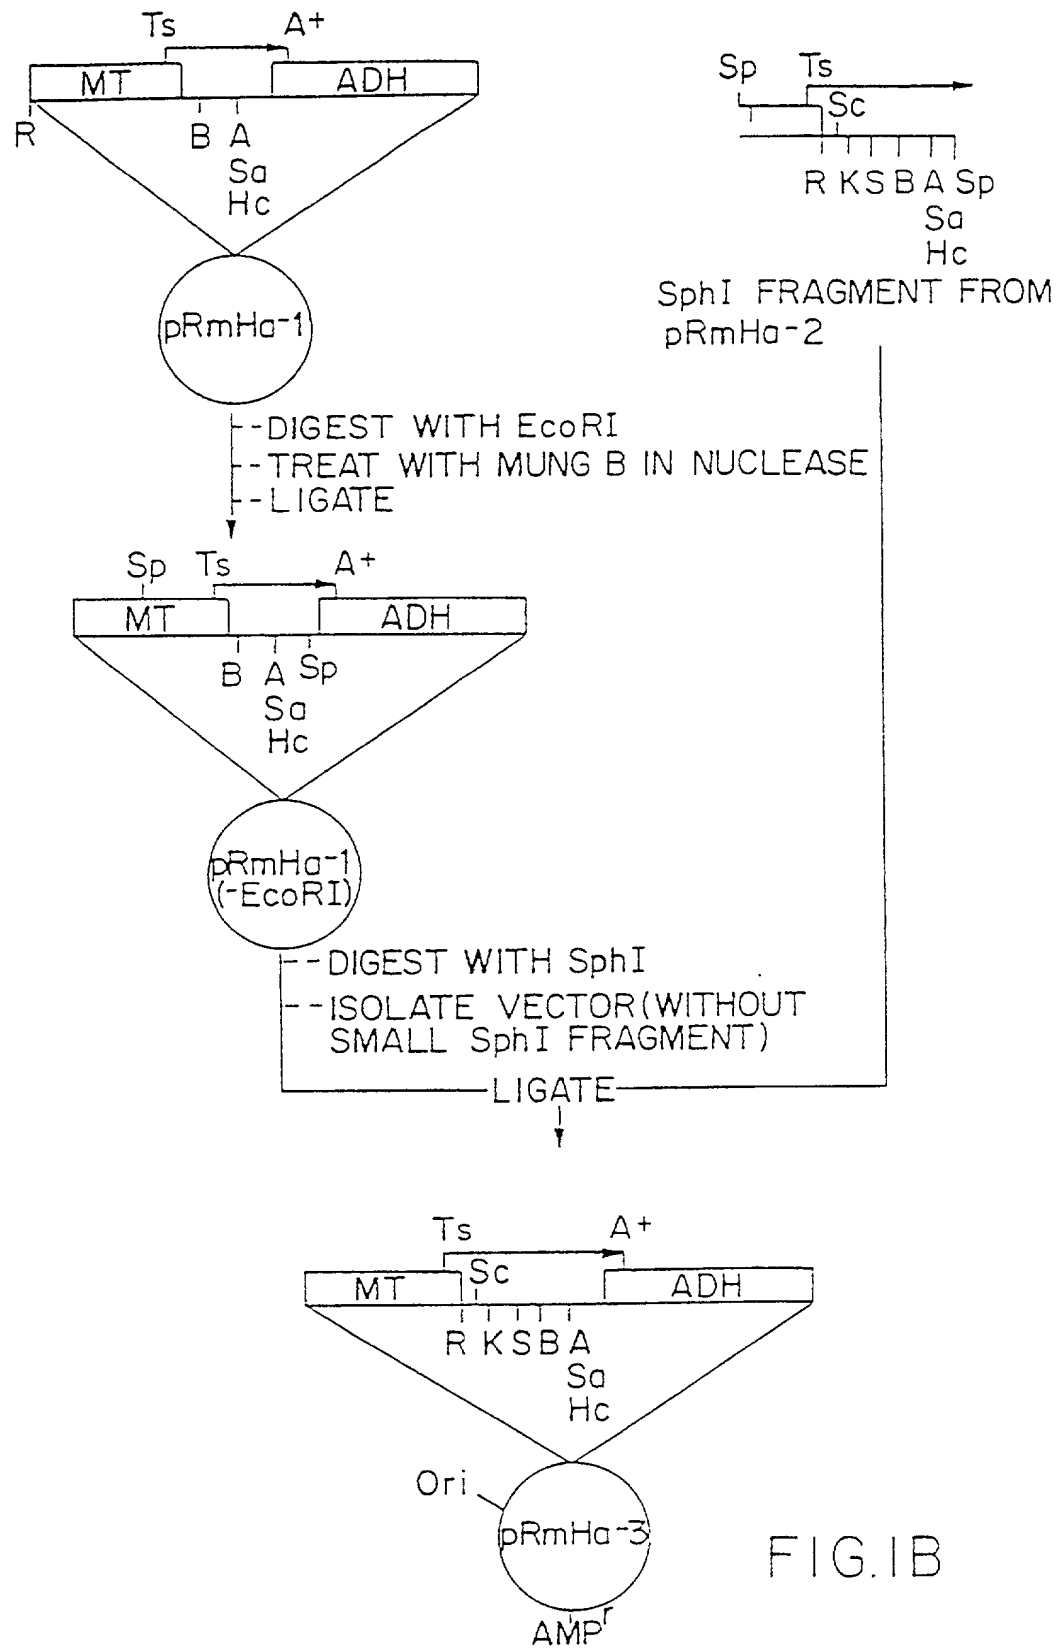 Ts A+
MT ADH
R B A
Sa
Hc
pRmHa-1
Sp Ts
Sc
R K S B A Sp
Sa
Hc
SphI FRAGMENT FROM
pRmHa-2
--DIGEST WITH EcoRI
--TREAT WITH MUNG B IN NUCLEASE
--LIGATE
Sp Ts A+
MT ADH
B A Sp
Sa
Hc
pRmHa-1
(-EcoRI)
--DIGEST WITH SphI
--ISOLATE VECTOR(WITHOUT
SMALL SphI FRAGMENT)
LIGATE
Ts A+
Sc
MT ADH
R K S B A
Sa
Hc
Ori
pRmHa-3
AMPr
FIG.1B